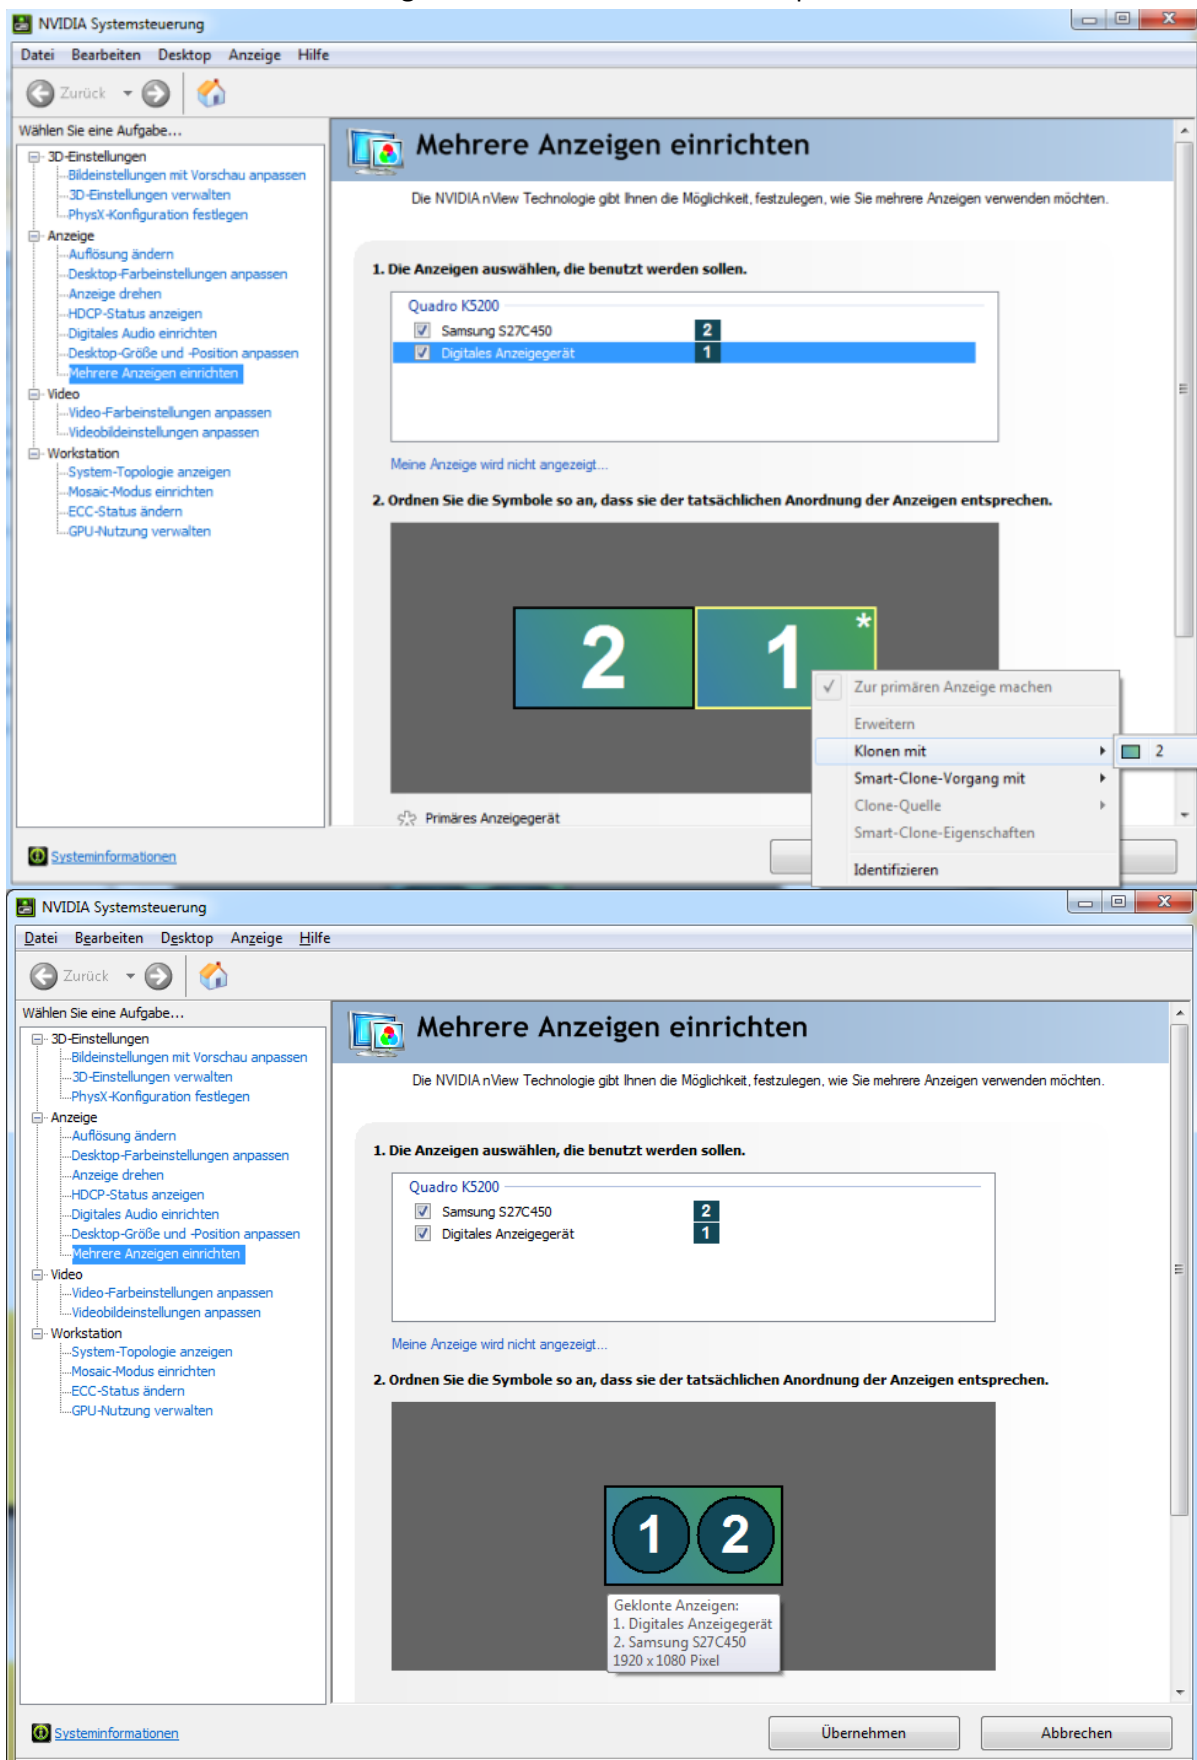 NVIDIA Systemsteuerung
Datei Bearbeiten Desktop Anzeige Hilfe
Zurück
Wählen Sie eine Aufgabe...
3D-Einstellungen
Bildeinstellungen mit Vorschau anpassen
3D-Einstellungen verwalten
PhysX-Konfiguration festlegen
Anzeige
Auflösung ändern
Desktop-Farbeinstellungen anpassen
Anzeige drehen
HDCP-Status anzeigen
Digitales Audio einrichten
Desktop-Größe und -Position anpassen
Mehrere Anzeigen einrichten
Video
Video-Farbeinstellungen anpassen
Videobildeinstellungen anpassen
Workstation
System-Topologie anzeigen
Mosaic-Modus einrichten
ECC-Status ändern
GPU-Nutzung verwalten
Systeminformationen
Mehrere Anzeigen einrichten
Die NVIDIA nView Technologie gibt Ihnen die Möglichkeit, festzulegen, wie Sie mehrere Anzeigen verwenden möchten.
1. Die Anzeigen auswählen, die benutzt werden sollen.
Quadro K5200
Samsung S27C450 2
Digitales Anzeigegerät 1
Meine Anzeige wird nicht angezeigt...
2. Ordnen Sie die Symbole so an, dass sie der tatsächlichen Anordnung der Anzeigen entsprechen.
2 1 *
Zur primären Anzeige machen
Erweitern
Klonen mit
2
Smart-Clone-Vorgang mit
Clone-Quelle
Smart-Clone-Eigenschaften
Identifizieren
Primäres Anzeigegerät
NVIDIA Systemsteuerung
Datei Bearbeiten Desktop Anzeige Hilfe
Zurück
Wählen Sie eine Aufgabe...
3D-Einstellungen
Bildeinstellungen mit Vorschau anpassen
3D-Einstellungen verwalten
PhysX-Konfiguration festlegen
Anzeige
Auflösung ändern
Desktop-Farbeinstellungen anpassen
Anzeige drehen
HDCP-Status anzeigen
Digitales Audio einrichten
Desktop-Größe und -Position anpassen
Mehrere Anzeigen einrichten
Video
Video-Farbeinstellungen anpassen
Videobildeinstellungen anpassen
Workstation
System-Topologie anzeigen
Mosaic-Modus einrichten
ECC-Status ändern
GPU-Nutzung verwalten
Systeminformationen
Mehrere Anzeigen einrichten
Die NVIDIA nView Technologie gibt Ihnen die Möglichkeit, festzulegen, wie Sie mehrere Anzeigen verwenden möchten.
1. Die Anzeigen auswählen, die benutzt werden sollen.
Quadro K5200
Samsung S27C450 2
Digitales Anzeigegerät 1
Meine Anzeige wird nicht angezeigt...
2. Ordnen Sie die Symbole so an, dass sie der tatsächlichen Anordnung der Anzeigen entsprechen.
1 2
Geklonte Anzeigen:
1. Digitales Anzeigegerät
2. Samsung S27C450
1920 x 1080 Pixel
Übernehmen Abbrechen